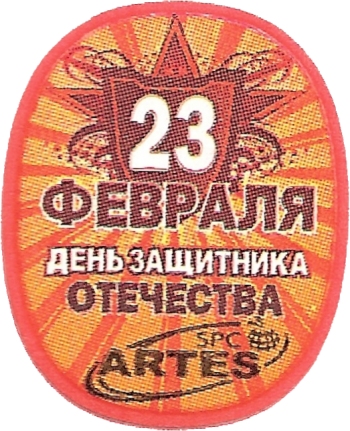 23
ФЕВРАЛЯ
ДЕНЬ ЗАЩИТНИКА
ОТЕЧЕСТВА
SPC
ARTES